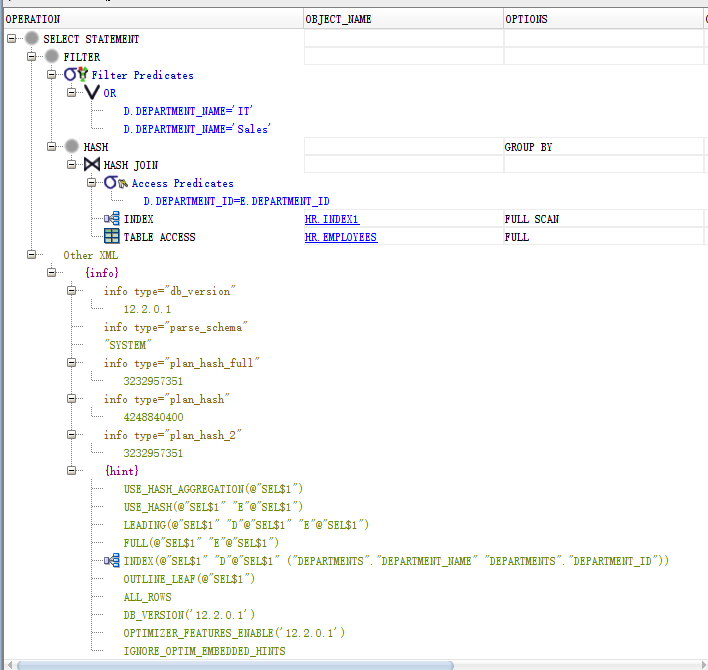 OPERATION OBJECT_NAME OPTIONS
SELECT STATEMENT
FILTER
Filter Predicates
OR
D.DEPARTMENT_NAME='IT'
D.DEPARTMENT_NAME='Sales'
HASH GROUP BY
HASH JOIN
Access Predicates
D.DEPARTMENT_ID=E.DEPARTMENT_ID
INDEX HR.INDEX1 FULL SCAN
TABLE ACCESS HR.EMPLOYEES FULL
Other XML
{info}
info type="db_version"
12.2.0.1
info type="parse_schema"
"SYSTEM"
info type="plan_hash_full"
3232957351
info type="plan_hash"
4248840400
info type="plan_hash_2"
3232957351
{hint}
USE_HASH_AGGREGATION(@"SEL$1")
USE_HASH(@"SEL$1" "E"@"SEL$1")
LEADING(@"SEL$1" "D"@"SEL$1" "E"@"SEL$1")
FULL(@"SEL$1" "E"@"SEL$1")
INDEX(@"SEL$1" "D"@"SEL$1" ("DEPARTMENTS"."DEPARTMENT_NAME" "DEPARTMENTS"."DEPARTMENT_ID"))
OUTLINE_LEAF(@"SEL$1")
ALL_ROWS
DB_VERSION('12.2.0.1')
OPTIMIZER_FEATURES_ENABLE('12.2.0.1')
IGNORE_OPTIM_EMBEDDED_HINTS